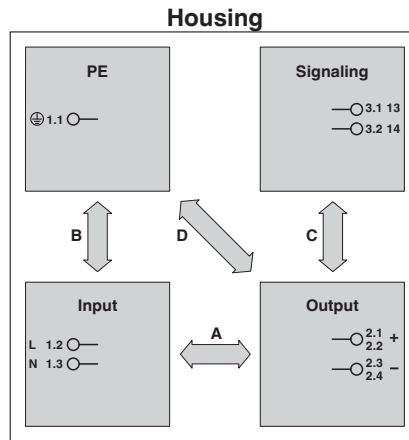 Housing
PE
1.1
Signaling
3.1 13
3.2 14
B
D
C
Input
L 1.2
N 1.3
A
Output
2.1
2.2 +
2.3
2.4 –